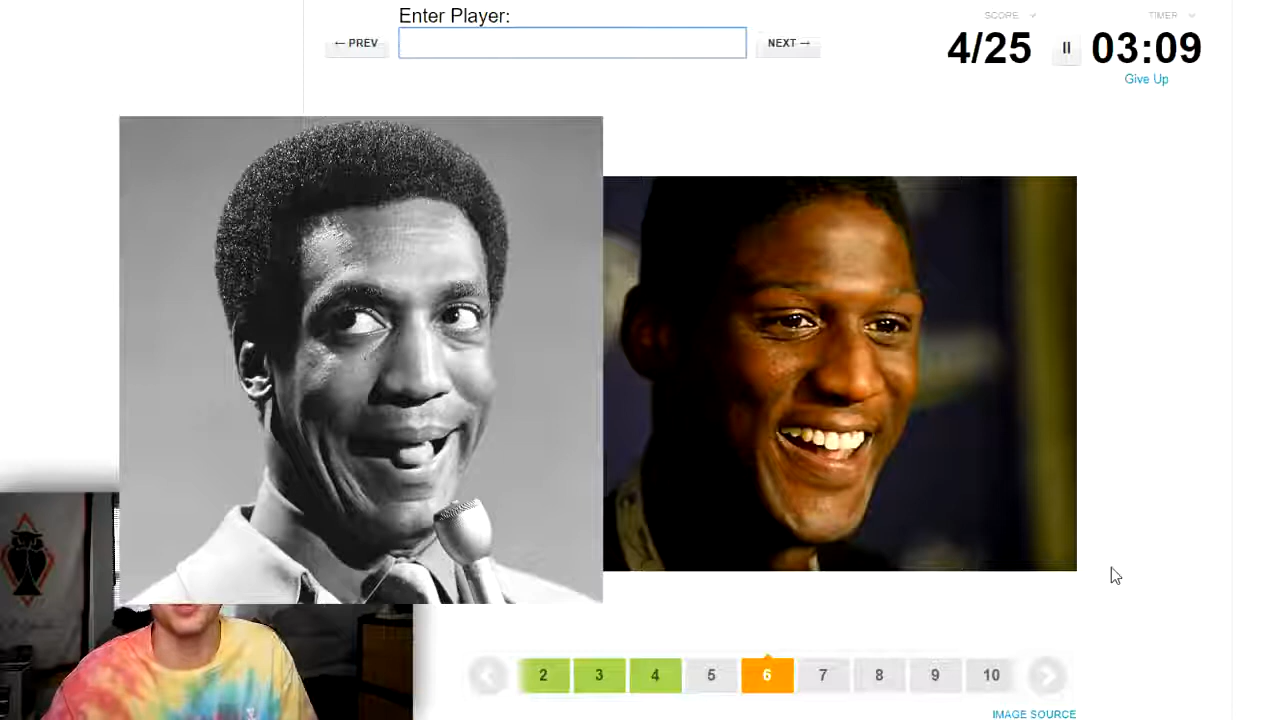 Enter Player:
SCORE
TIMER
← PREV
NEXT →
4/25
03:09
Give Up
2 3 4 5 6 7 8 9 10
IMAGE SOURCE